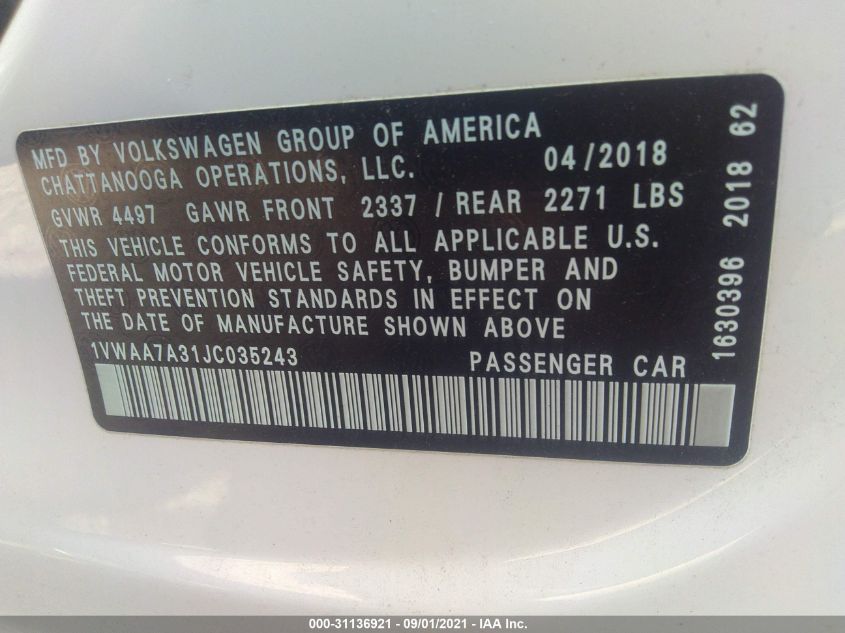 MFD BY VOLKSWAGEN GROUP OF AMERICA
CHATTANOOGA OPERATIONS, LLC. 04/2018
GVWR 4497 GAWR FRONT 2337 / REAR 2271 LBS
THIS VEHICLE CONFORMS TO ALL APPLICABLE U.S.
FEDERAL MOTOR VEHICLE SAFETY, BUMPER AND
THEFT PREVENTION STANDARDS IN EFFECT ON
THE DATE OF MANUFACTURE SHOWN ABOVE
1VWAA7A31JC035243 PASSENGER CAR
1630396 2018 62
000-31136921 - 09/01/2021 - IAA Inc.